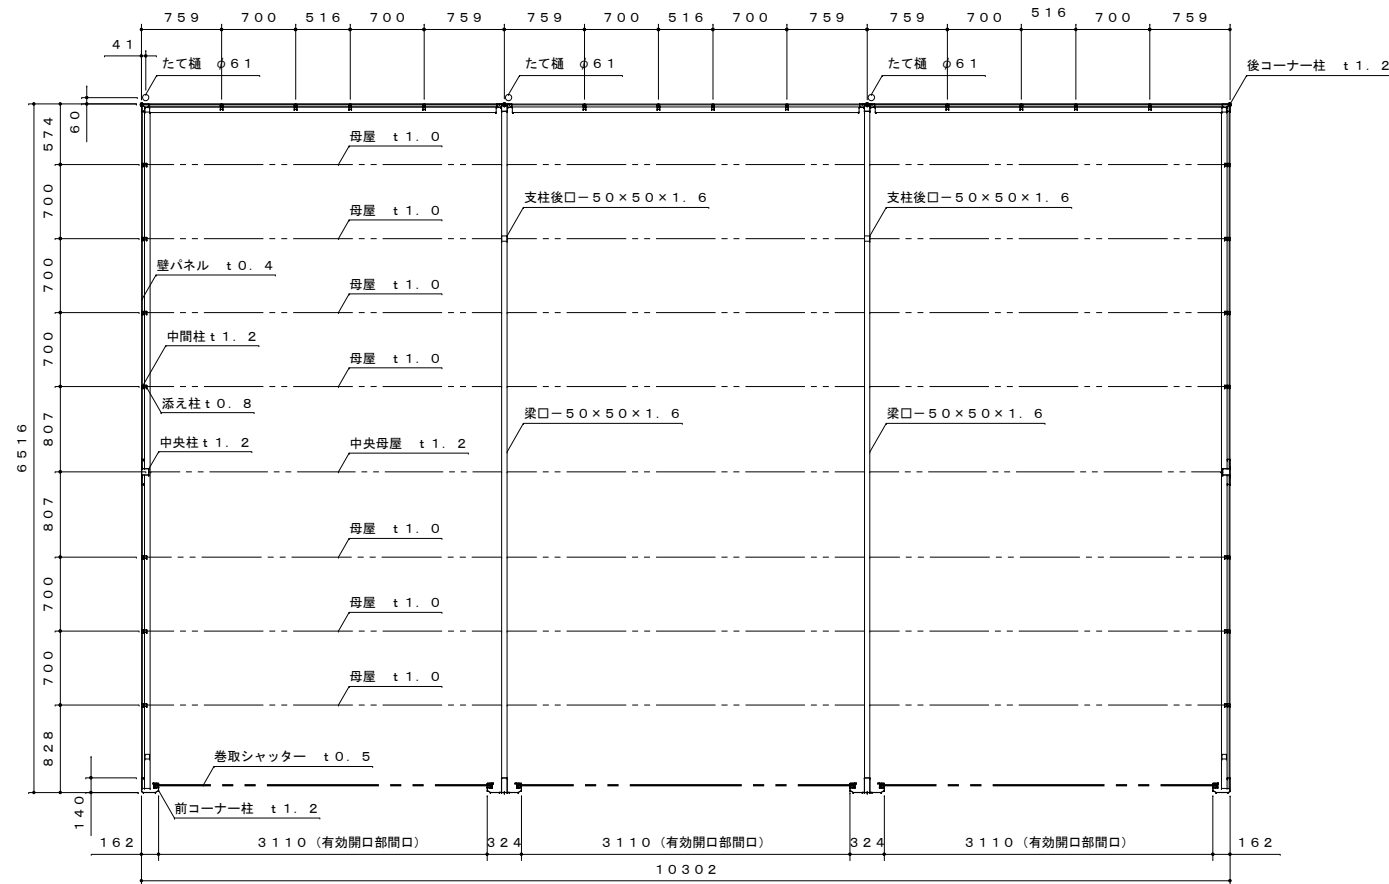 759 700 516 700 759 759 700 516 700 759 759 700 516 700 759
41
たて樋 φ61 たて樋 φ61 たて樋 φ61 後コーナー柱 t1.2
60
574
母屋 t1.0
700
支柱後□−50×50×1.6 支柱後□−50×50×1.6
母屋 t1.0
700
壁パネル t0.4
母屋 t1.0
700
中間柱t1.2
母屋 t1.0
添え柱t0.8
807
梁□−50×50×1.6 梁□−50×50×1.6
中央柱t1.2
中央母屋 t1.2
6516
807
母屋 t1.0
700
母屋 t1.0
700
母屋 t1.0
828
巻取シャッター t0.5
140
前コーナー柱 t1.2
162 3110(有効開口部間口) 324 3110(有効開口部間口) 324 3110(有効開口部間口) 162
10302